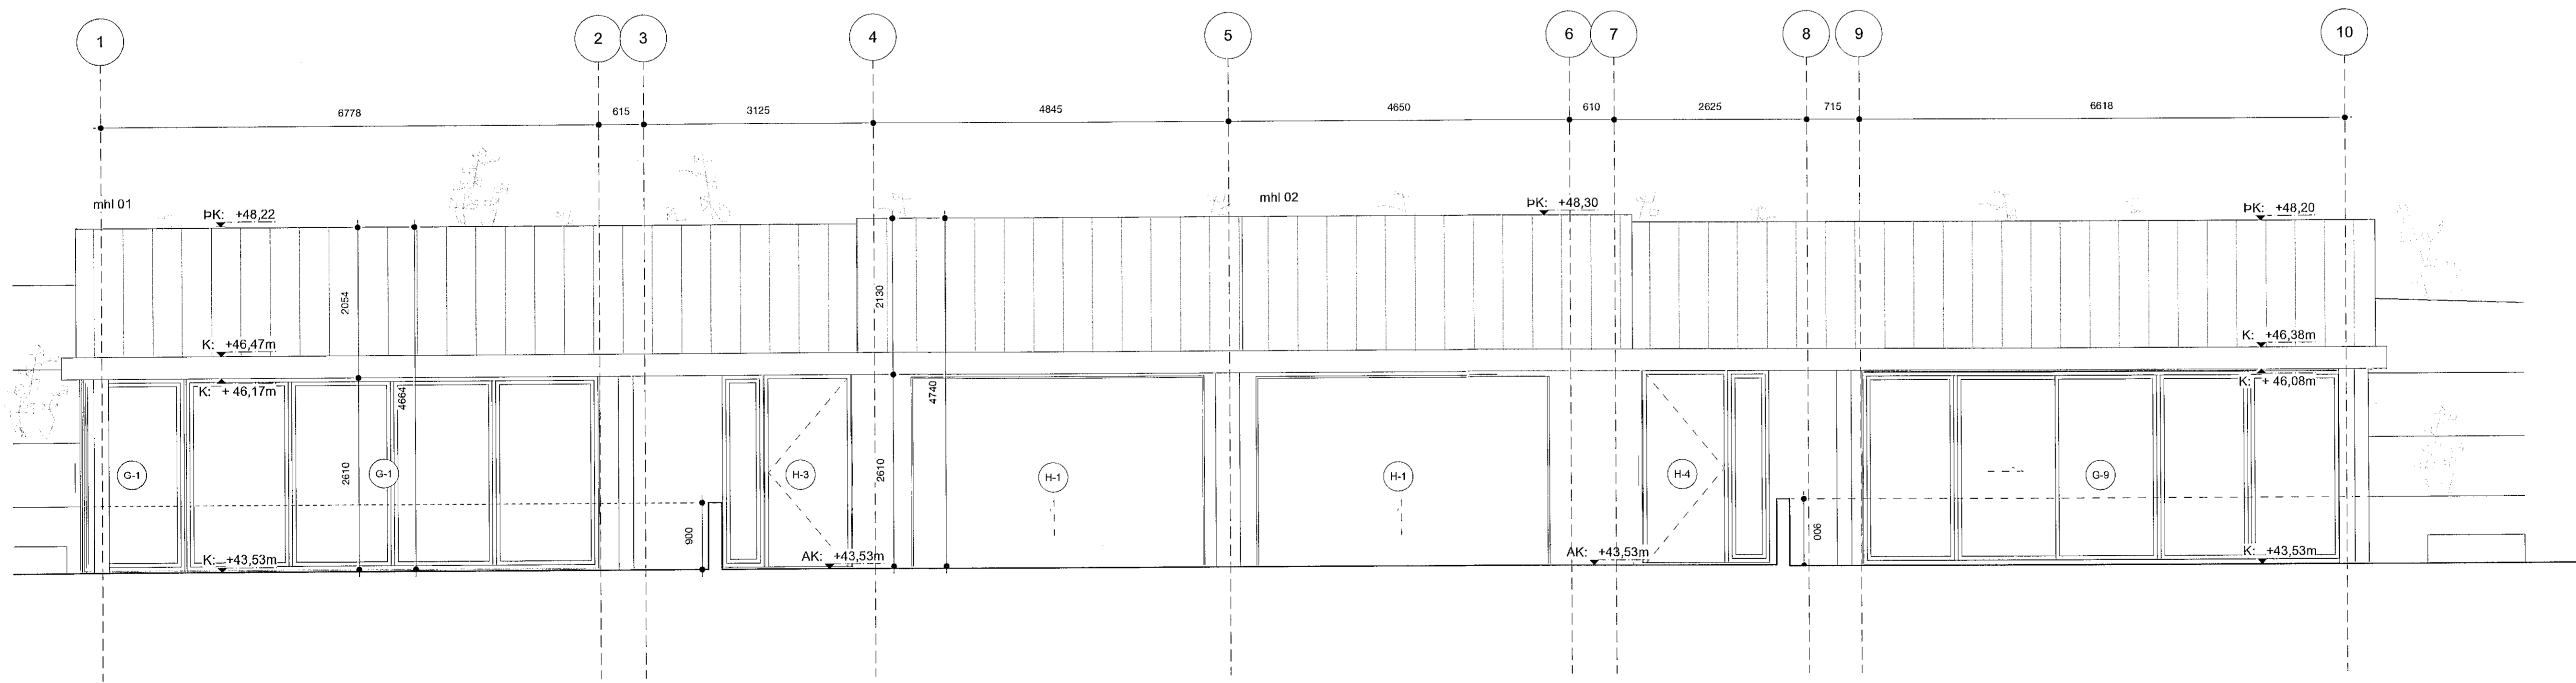 1 2 3 4 5 6 7 8 9 10
6778 615 3125 4845 4650 610 2625 715 6618
mhl 01
mhl 02
ÞK: +48,22
ÞK: +48,30
ÞK: +48,20
2054
2130
K: +46,47m
K: +46,38m
K: + 46,17m
K: + 46,08m
4664
4740
G-1
2610
G-1
H-3
2610
H-1
H-1
H-4
G-9
900
900
K: +43,53m
AK: +43,53m
AK: +43,53m
K: +43,53m